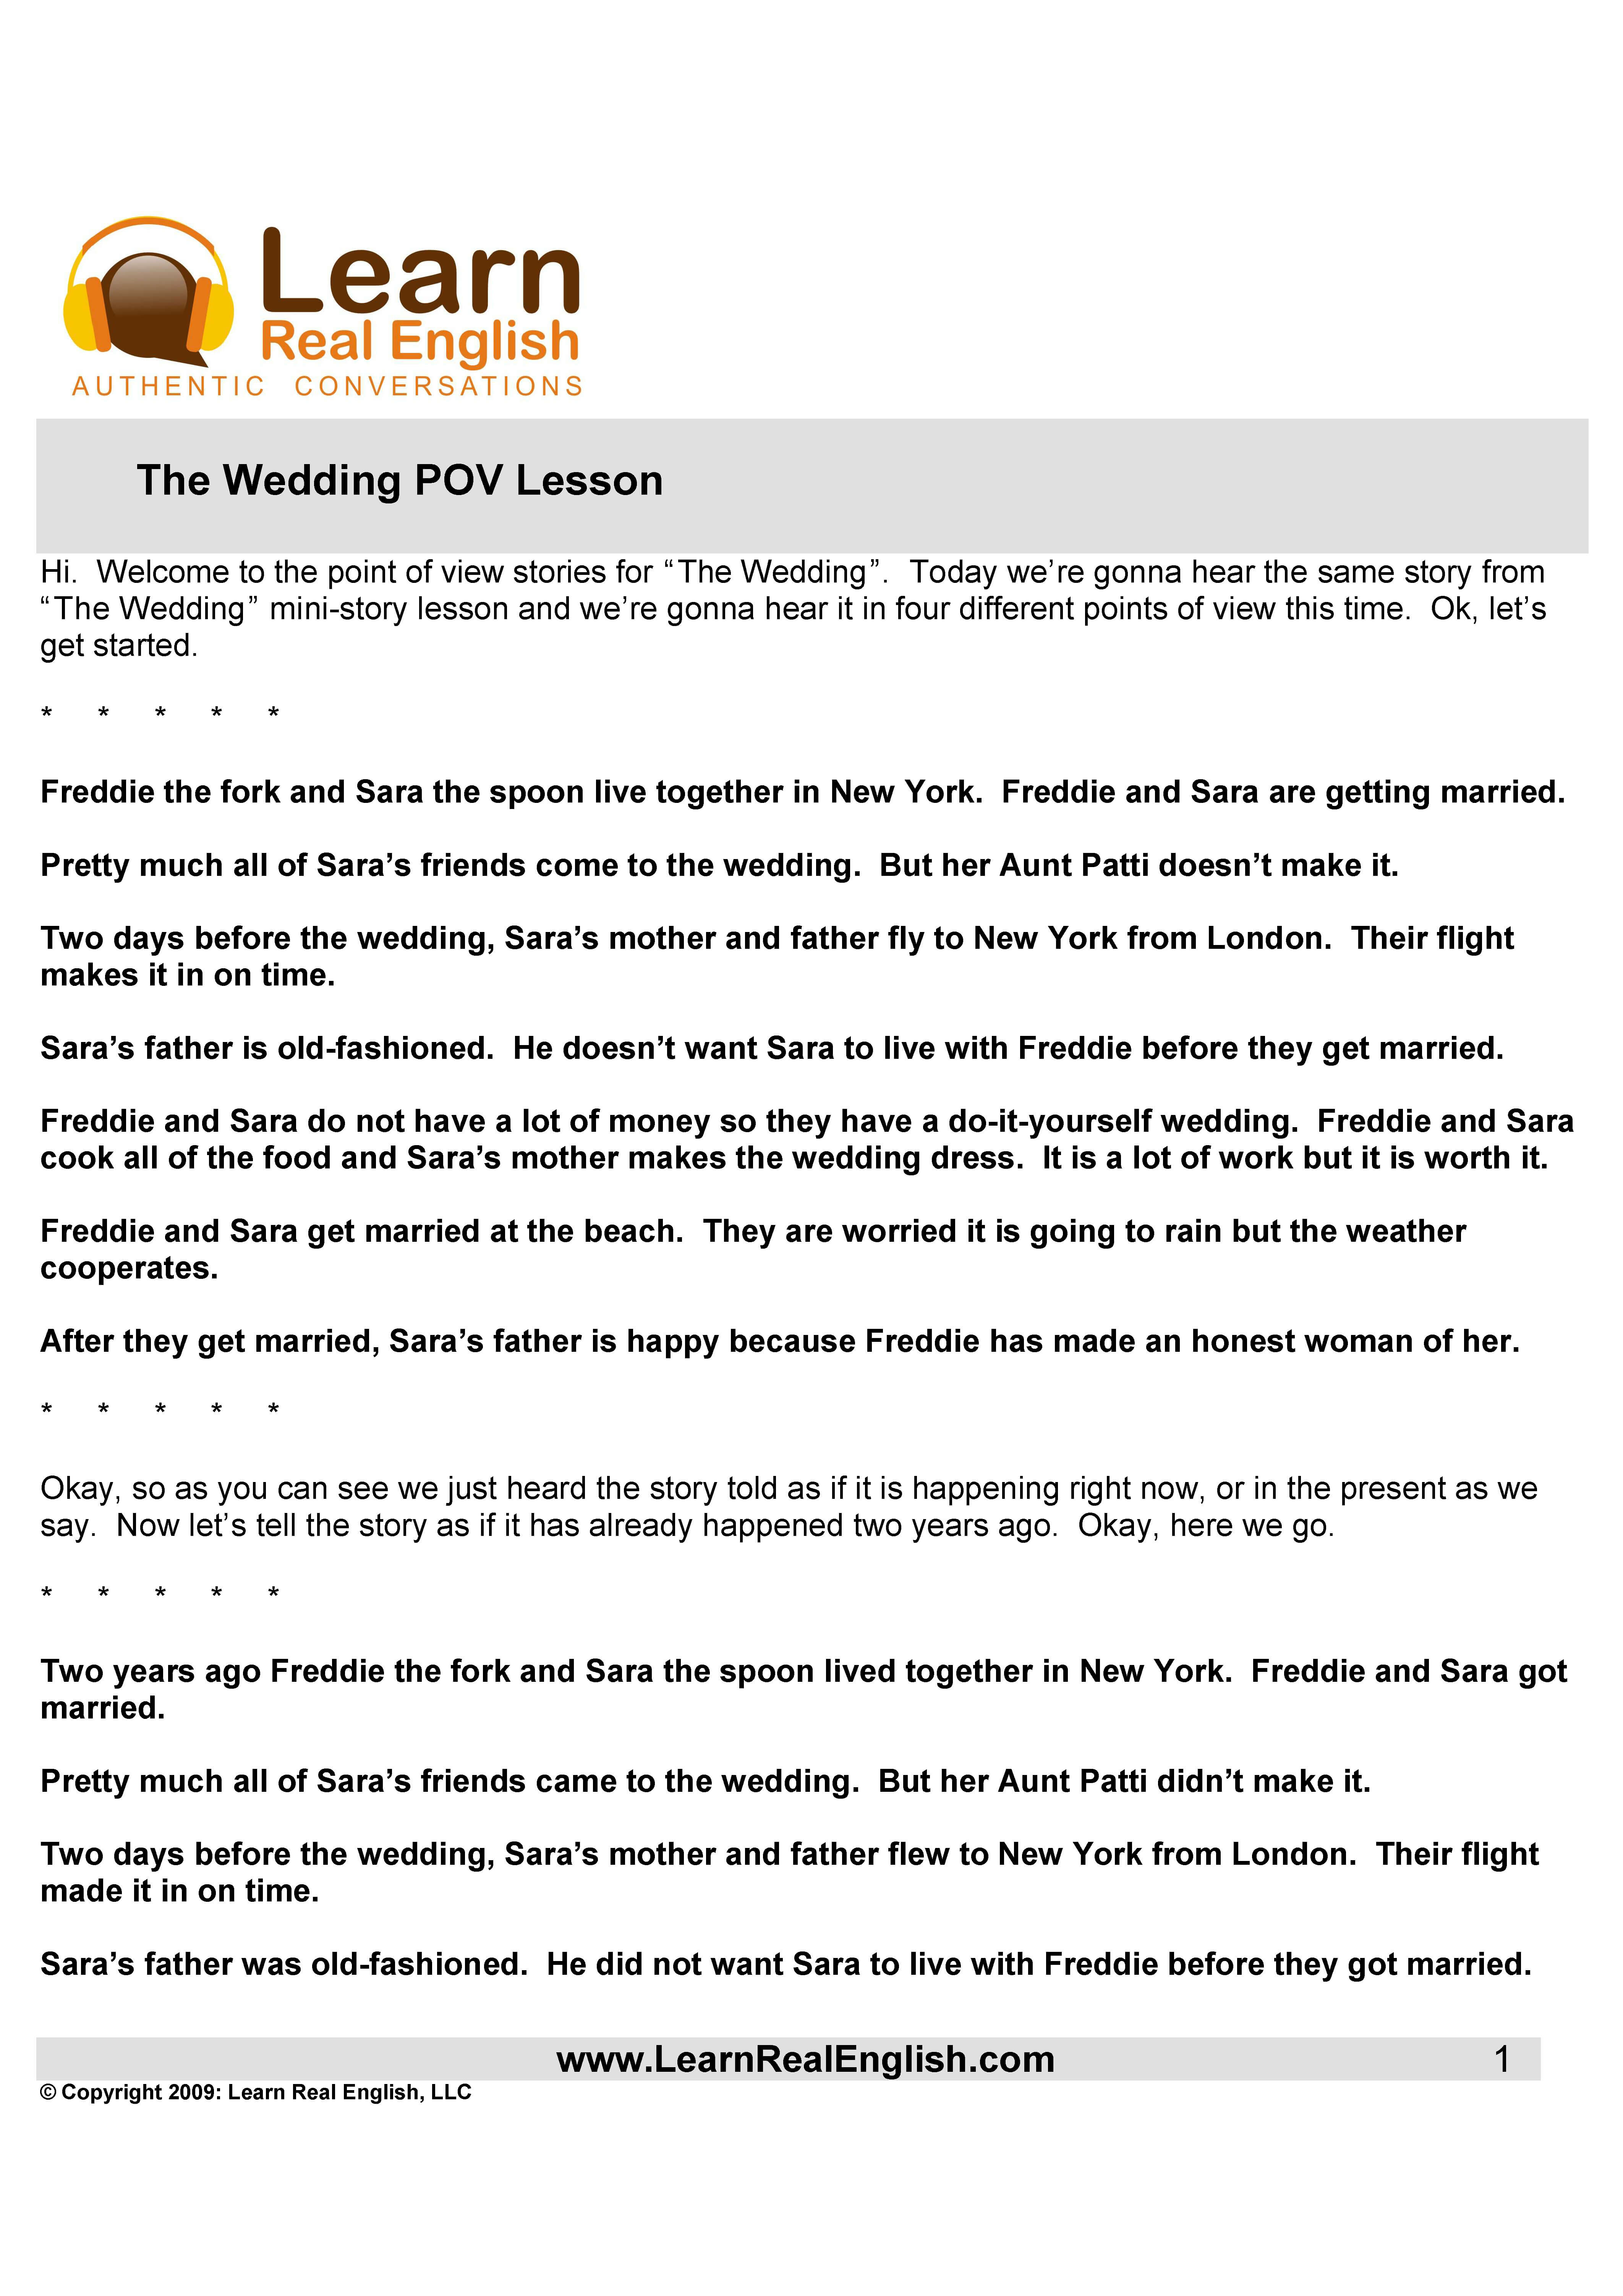 Learn
Real English
AUTHENTIC CONVERSATIONS
The Wedding POV Lesson
Hi.  Welcome to the point of view stories for “The Wedding”.  Today we’re gonna hear the same story from
“The Wedding” mini-story lesson and we’re gonna hear it in four different points of view this time.  Ok, let’s
get started.
* * * * *
Freddie the fork and Sara the spoon live together in New York.  Freddie and Sara are getting married.
Pretty much all of Sara’s friends come to the wedding.  But her Aunt Patti doesn’t make it.
Two days before the wedding, Sara’s mother and father fly to New York from London.  Their flight
makes it in on time.
Sara’s father is old-fashioned.  He doesn’t want Sara to live with Freddie before they get married.
Freddie and Sara do not have a lot of money so they have a do-it-yourself wedding.  Freddie and Sara
cook all of the food and Sara’s mother makes the wedding dress.  It is a lot of work but it is worth it.
Freddie and Sara get married at the beach.  They are worried it is going to rain but the weather
cooperates.
After they get married, Sara’s father is happy because Freddie has made an honest woman of her.
* * * * *
Okay, so as you can see we just heard the story told as if it is happening right now, or in the present as we
say.  Now let’s tell the story as if it has already happened two years ago.  Okay, here we go.
* * * * *
Two years ago Freddie the fork and Sara the spoon lived together in New York.  Freddie and Sara got
married.
Pretty much all of Sara’s friends came to the wedding.  But her Aunt Patti didn’t make it.
Two days before the wedding, Sara’s mother and father flew to New York from London.  Their flight
made it in on time.
Sara’s father was old-fashioned.  He did not want Sara to live with Freddie before they got married.
www.LearnRealEnglish.com 1
© Copyright 2009: Learn Real English, LLC